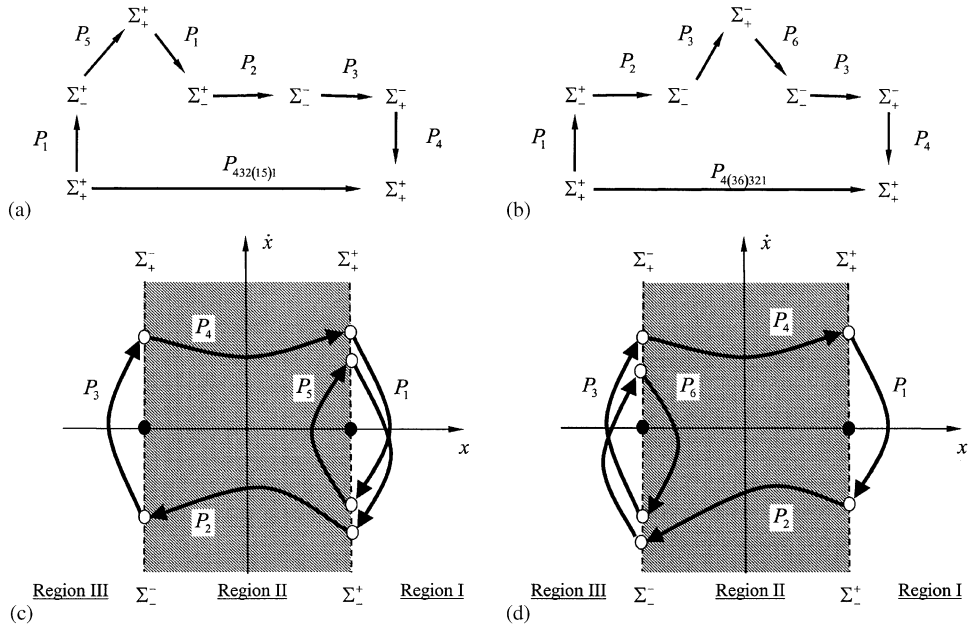 Σ₊⁺
Σ₊⁻
P₅ P₁
P₃ P₆
P₂ P₃
P₂ P₃
Σ₋⁺ Σ₋⁺ Σ₋⁻ Σ₊⁻
Σ₋⁺ Σ₋⁻ Σ₋⁻ Σ₊⁻
P₁ P₄
P₁ P₄
P₄₃₂₍₁₅₎₁
P₄₍₃₆₎₃₂₁
(a) Σ₊⁺ Σ₊⁺
(b) Σ₊⁺ Σ₊⁺
Σ₊⁻ ẋ Σ₊⁺
Σ₊⁻ ẋ Σ₊⁺
P₄
P₄
P₃ P₅ P₁
P₃ P₆ P₁
x
x
P₂
P₂
Region III Σ₋⁻ Region II Σ₋⁺ Region I
Region III Σ₋⁻ Region II Σ₋⁺ Region I
(c)
(d)